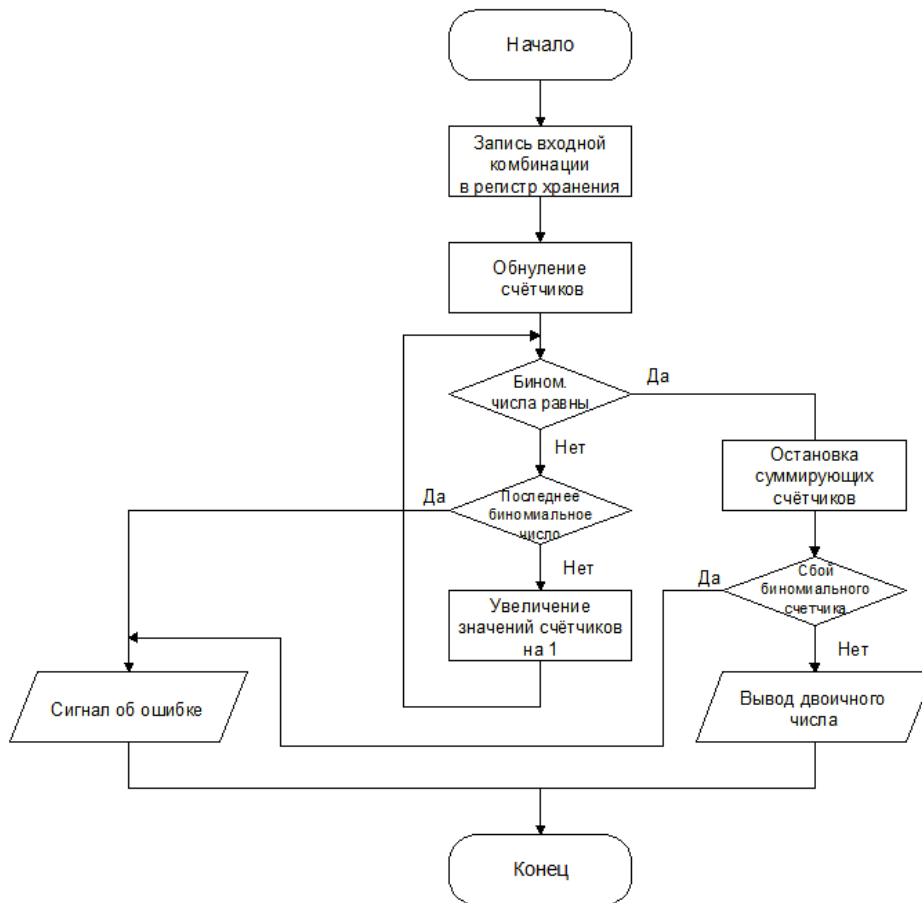 Начало
Запись входной
комбинации
в регистр хранения
Обнуление
счётчиков
Бином.
числа равны
Да
Нет
Остановка
суммирующих
счётчиков
Да
Последнее
биномиальное
число
Нет
Да
Сбой
биномиального
счетчика
Увеличение
значений счётчиков
на 1
Нет
Сигнал об ошибке
Вывод двоичного
числа
Конец